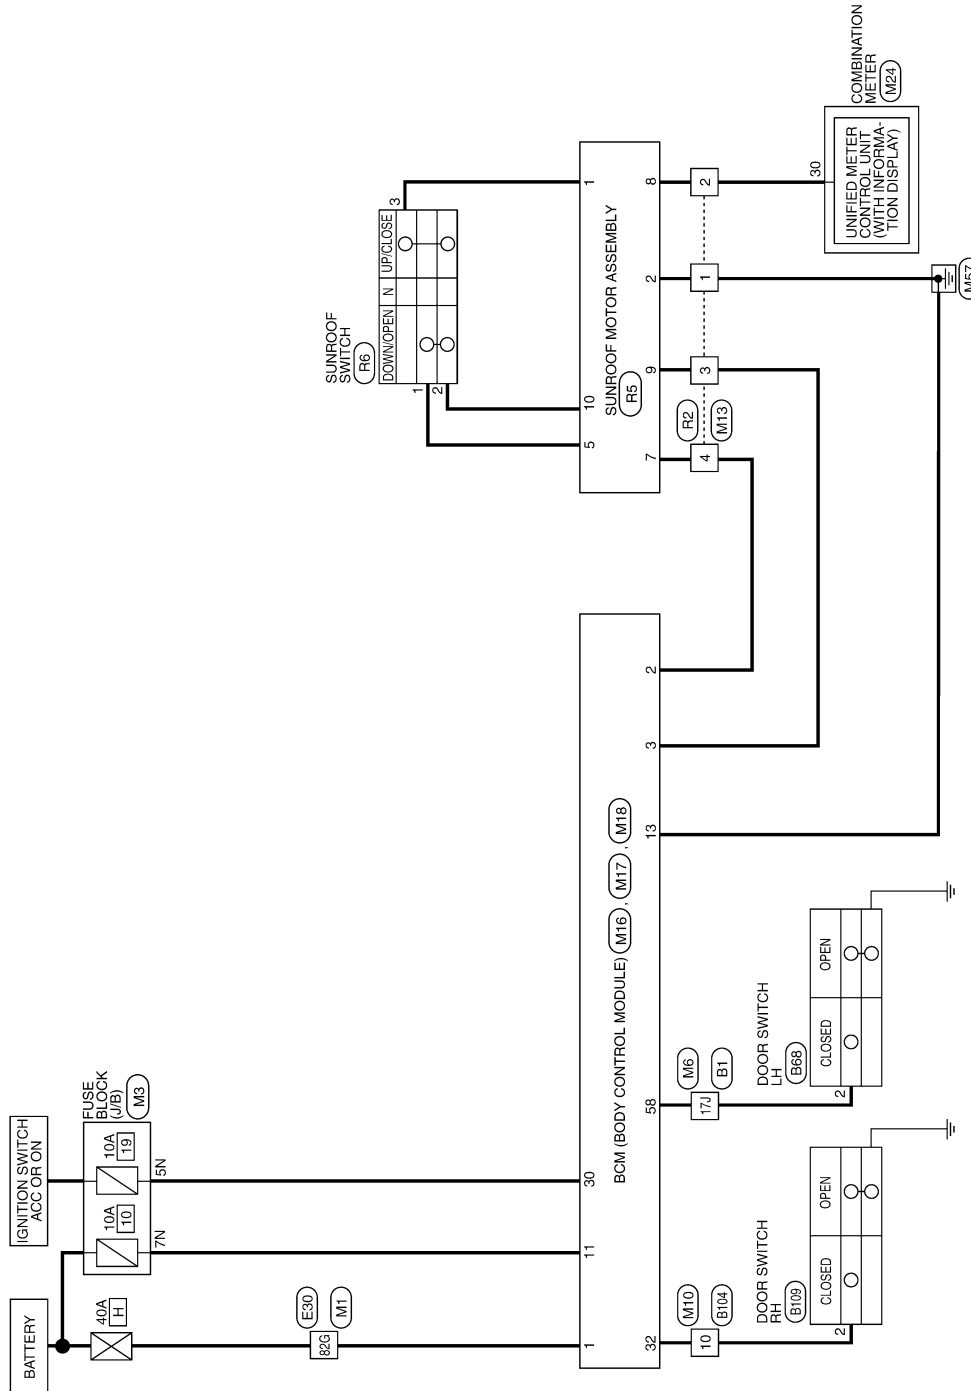 BATTERY
IGNITION SWITCH
ACC OR ON
40A
H
10A
10
10A
19
FUSE
BLOCK
(J/B)
M3
7N
5N
82G
E30
M1
1
11
30
BCM (BODY CONTROL MODULE) M16 , M17 , M18
32
58
13
3
2
10
M10
B104
17J
M6
B1
DOOR SWITCH
RH
B109
2
CLOSED
OPEN
DOOR SWITCH
LH
B68
2
CLOSED
OPEN
SUNROOF
SWITCH
R6
DOWN/OPEN
N
UP/CLOSE
1
2
3
5
10
1
SUNROOF MOTOR ASSEMBLY
R5
7
9
2
8
4
3
1
2
R2
M13
30
UNIFIED METER
CONTROL UNIT
(WITH INFORMA-
TION DISPLAY)
COMBINATION
METER
M24
M57